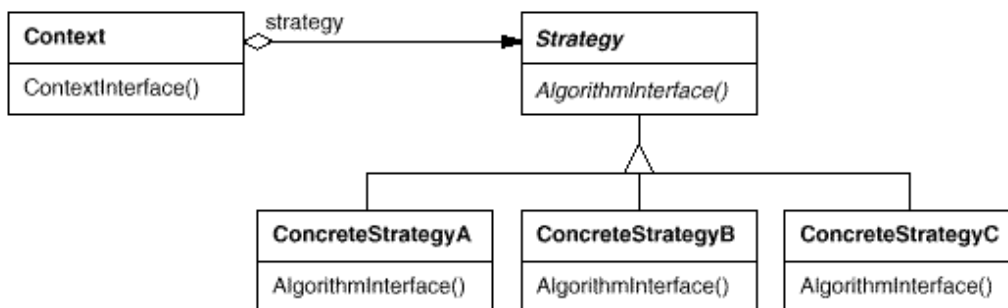 strategy
Context
Strategy
ContextInterface()
AlgorithmInterface()
ConcreteStrategyA
ConcreteStrategyB
ConcreteStrategyC
AlgorithmInterface()
AlgorithmInterface()
AlgorithmInterface()